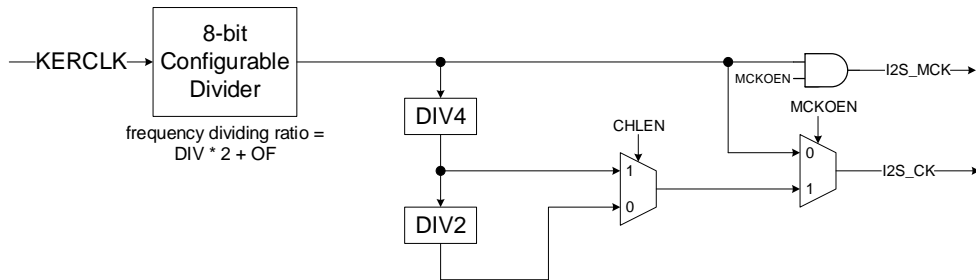 KERCLK
8-bit
Configurable
Divider
frequency dividing ratio =
DIV * 2 + OF
MCKOEN
I2S_MCK
DIV4
CHLEN
MCKOEN
1
0
0
1
I2S_CK
DIV2